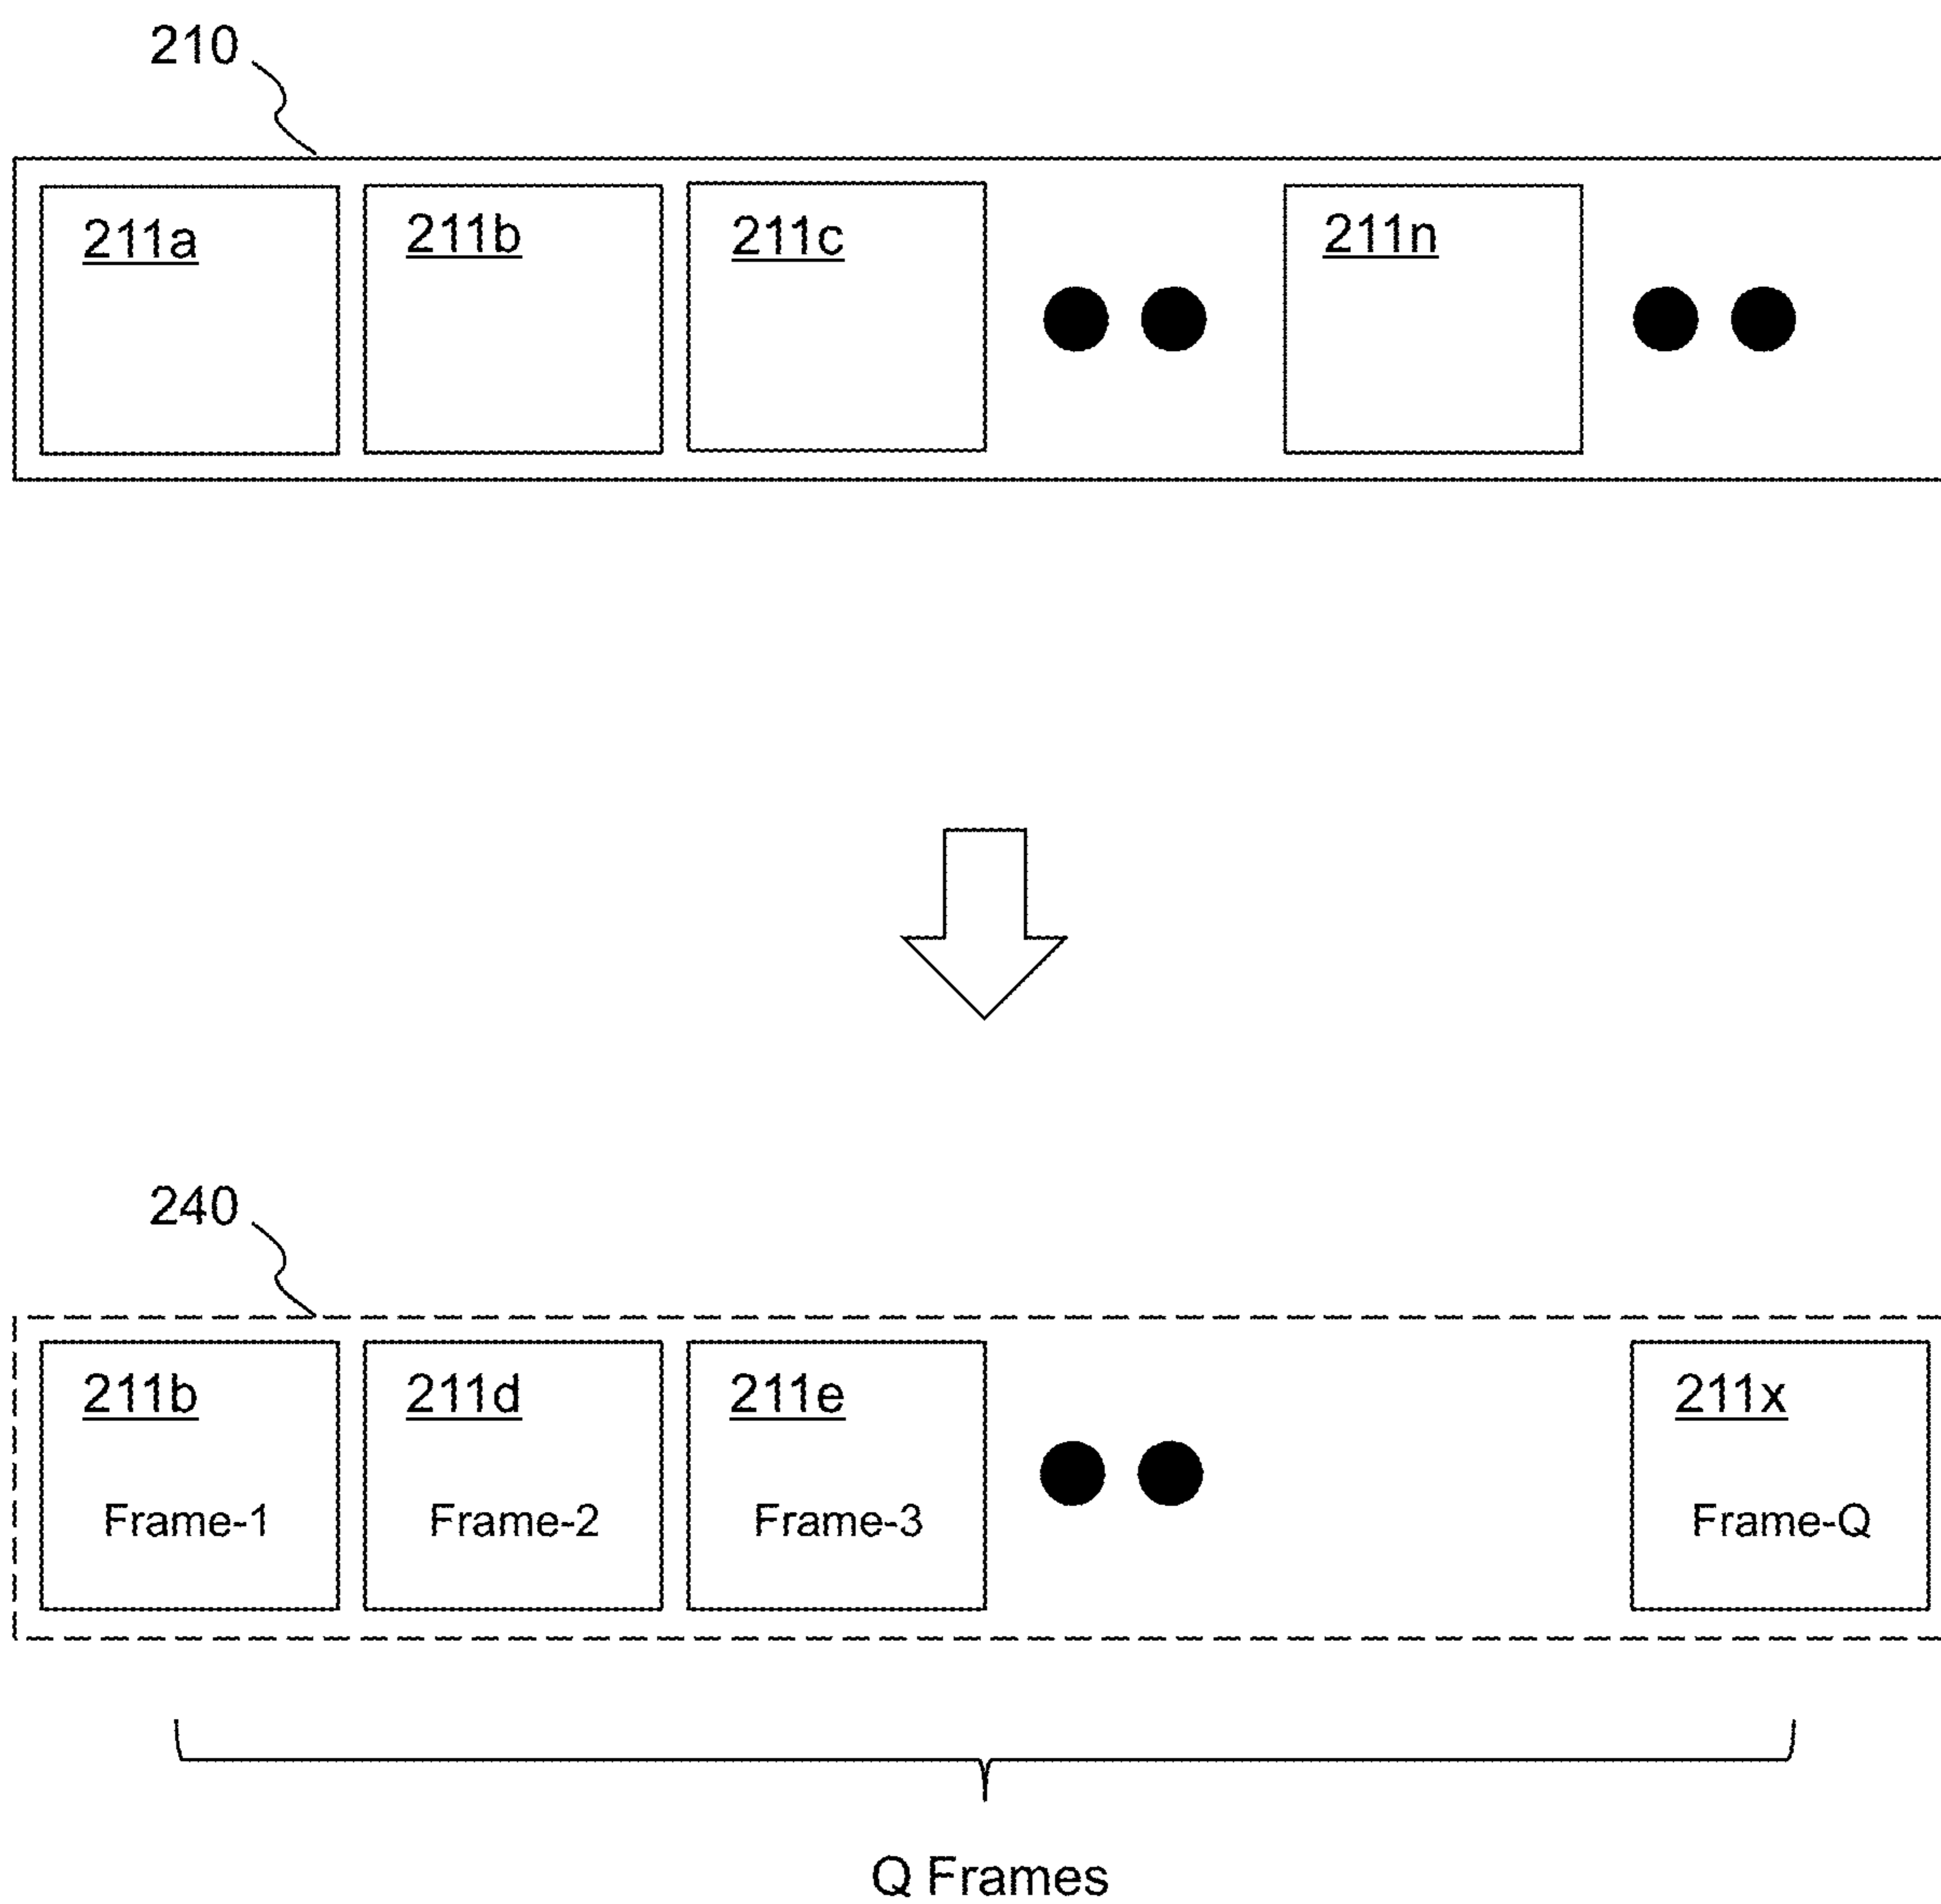 210
211a 211b 211c 211n
240
211b 211d 211e 211x
Frame-1 Frame-2 Frame-3 Frame-Q
Q Frames